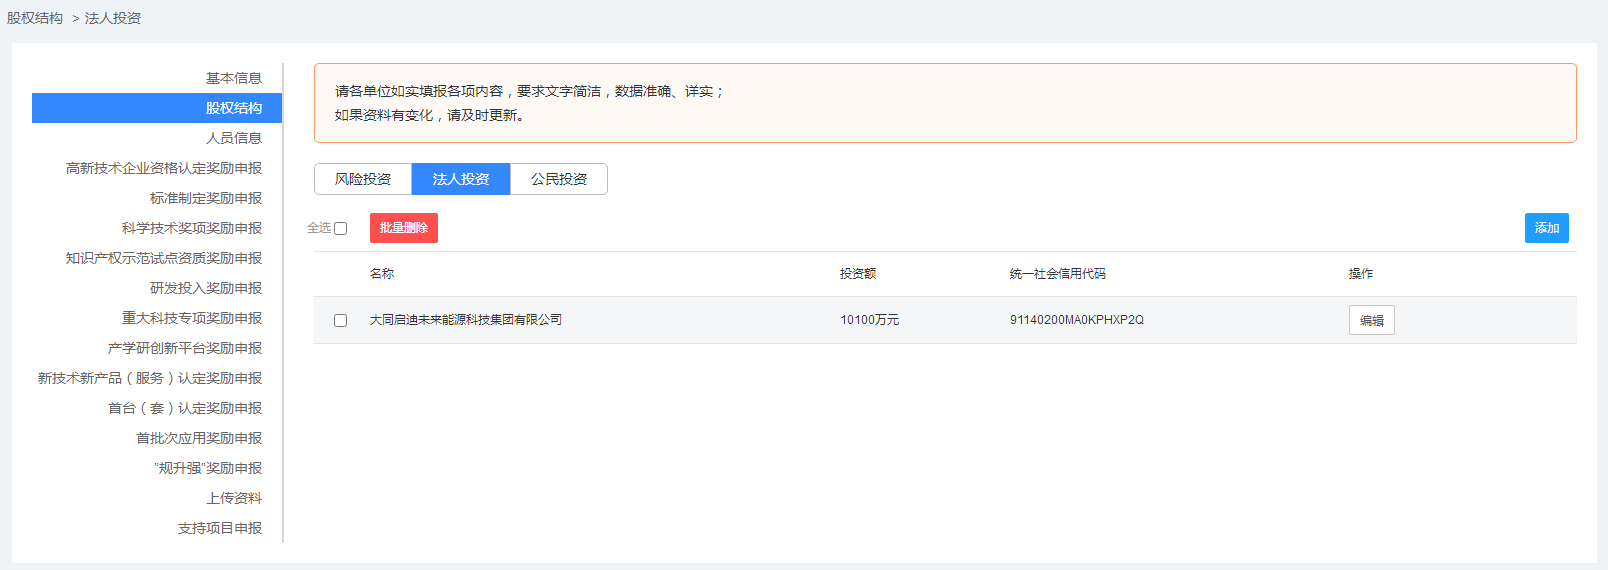 股权结构 > 法人投资
基本信息
股权结构
人员信息
高新技术企业资格认定奖励申报
标准制定奖励申报
科学技术奖项奖励申报
知识产权示范试点资质奖励申报
研发投入奖励申报
重大科技专项奖励申报
产学研创新平台奖励申报
新技术新产品（服务）认定奖励申报
首台（套）认定奖励申报
首批次应用奖励申报
"规升强"奖励申报
上传资料
支持项目申报
请各单位如实填报各项内容，要求文字简洁，数据准确、详实；
如果资料有变化，请及时更新。
风险投资 法人投资 公民投资
全选 批量删除 添加
名称 投资额 统一社会信用代码 操作
大同启迪未来能源科技集团有限公司 10100万元 91140200MA0KPHXP2Q 编辑